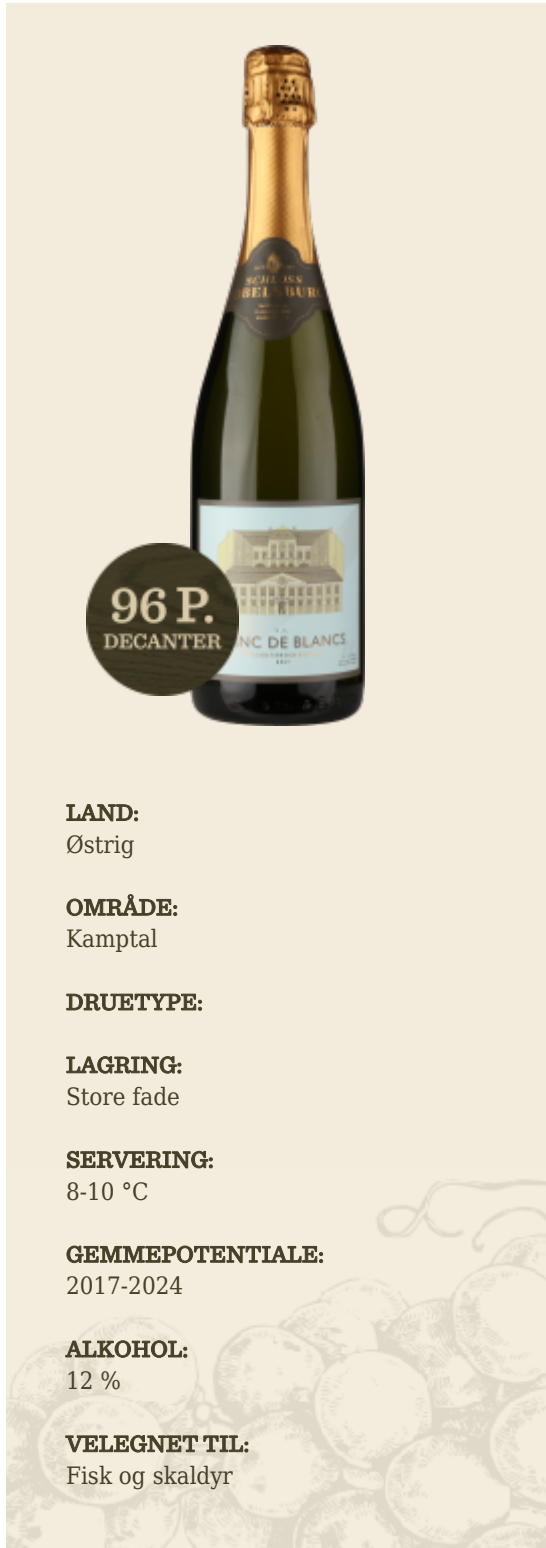 SCHLOSS
96 P.
DECANTER
NC DE BLANCS
LAND:
Østrig
OMRÅDE:
Kamptal
DRUETYPE:
LAGRING:
Store fade
SERVERING:
8-10 °C
GEMMEPOTENTIALE:
2017-2024
ALKOHOL:
12 %
VELEGNET TIL:
Fisk og skaldyr